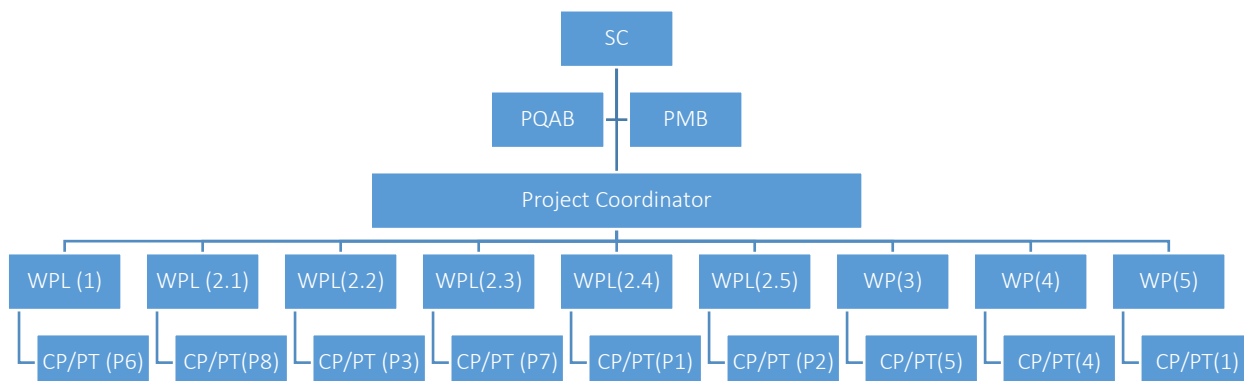 SC
PQAB
PMB
Project Coordinator
WPL (1)
WPL (2.1)
WPL(2.2)
WPL(2.3)
WPL(2.4)
WPL(2.5)
WP(3)
WP(4)
WP(5)
CP/PT (P6)
CP/PT(P8)
CP/PT (P3)
CP/PT (P7)
CP/PT(P1)
CP/PT (P2)
CP/PT(5)
CP/PT(4)
CP/PT(1)